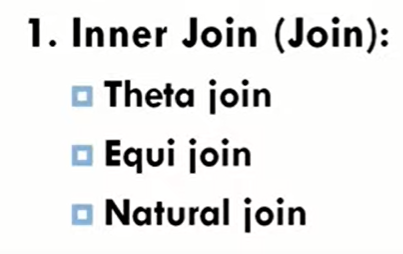 1. Inner Join (Join):
Theta join
Equi join
Natural join